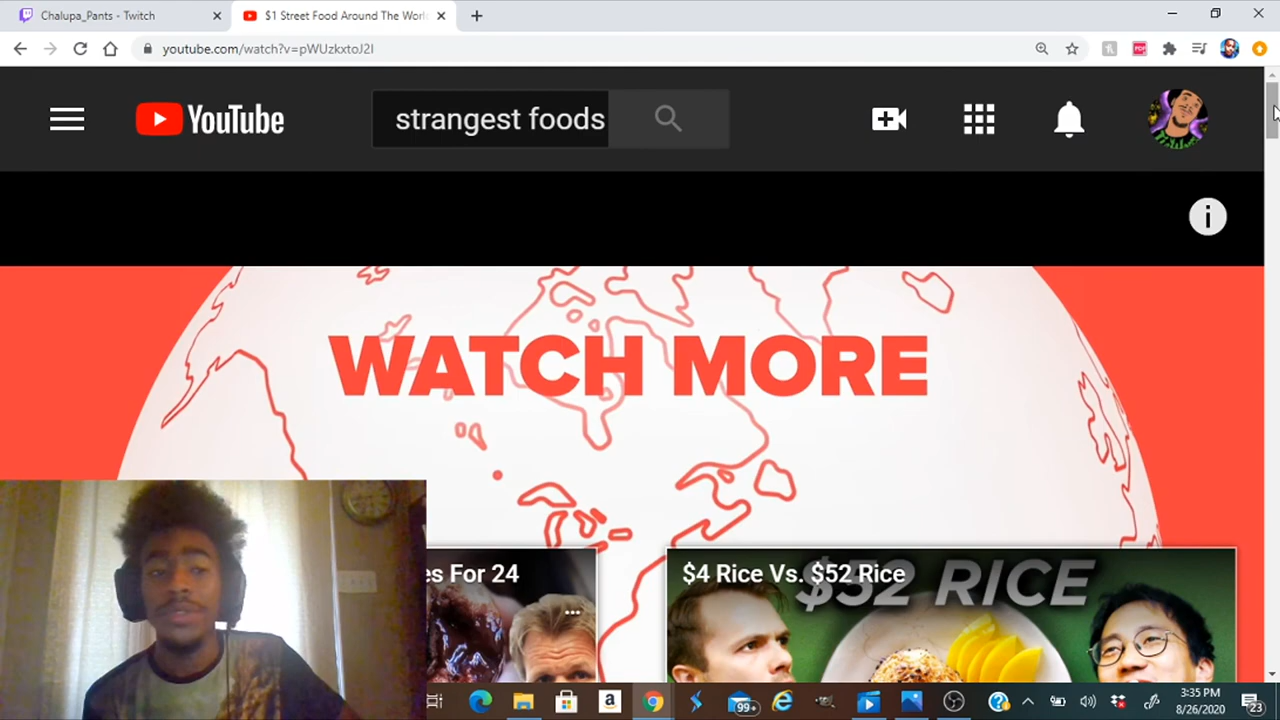 Chalupa_Pants - Twitch
$1 Street Food Around The Worl
youtube.com/watch?v=pWUzkxtoJ2I
PDF
YouTube
strangest foods
i
WATCH MORE
es For 24
$4 Rice Vs. $52 Rice
$52 RICE
99+
3:35 PM
8/26/2020
23